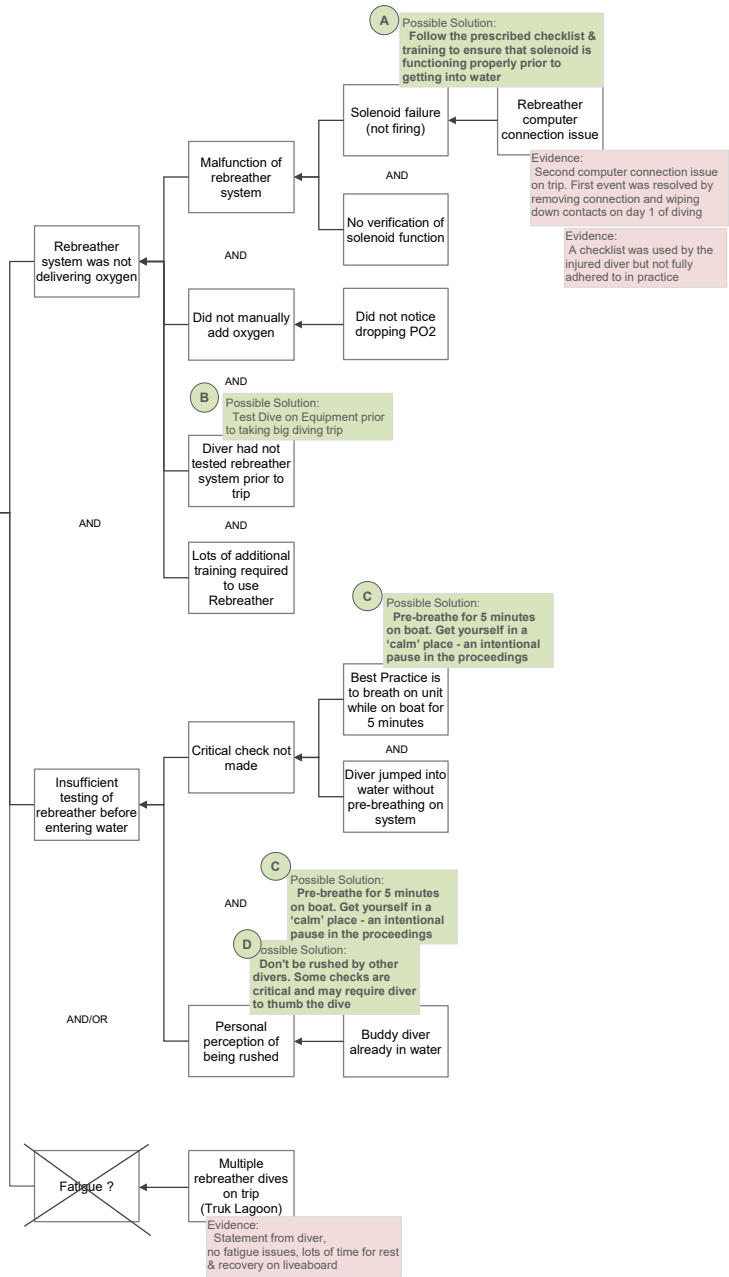 A
Possible Solution:
Follow the prescribed checklist &
training to ensure that solenoid is
functioning properly prior to
getting into water
Solenoid failure
(not firing)
Rebreather
computer
connection issue
Evidence:
Second computer connection issue
on trip. First event was resolved by
removing connection and wiping
down contacts on day 1 of diving
Evidence:
A checklist was used by the
injured diver but not fully
adhered to in practice
Malfunction of
rebreather
system
AND
No verification of
solenoid function
Rebreather
system was not
delivering oxygen
AND
Did not manually
add oxygen
Did not notice
dropping PO2
AND
B
Possible Solution:
Test Dive on Equipment prior
to taking big diving trip
Diver had not
tested rebreather
system prior to
trip
AND
AND
Lots of additional
training required
to use
Rebreather
C
Possible Solution:
Pre-breathe for 5 minutes
on boat. Get yourself in a
‘calm’ place - an intentional
pause in the proceedings
Best Practice is
to breath on unit
while on boat for
5 minutes
Critical check not
made
AND
Diver jumped into
water without
pre-breathing on
system
Insufficient
testing of
rebreather before
entering water
C
Possible Solution:
Pre-breathe for 5 minutes
on boat. Get yourself in a
‘calm’ place - an intentional
pause in the proceedings
AND
D
ossible Solution:
Don't be rushed by other
divers. Some checks are
critical and may require diver
to thumb the dive
AND/OR
Personal
perception of
being rushed
Buddy diver
already in water
Fatigue ?
Multiple
rebreather dives
on trip
(Truk Lagoon)
Evidence:
Statement from diver,
no fatigue issues, lots of time for rest
& recovery on liveaboard